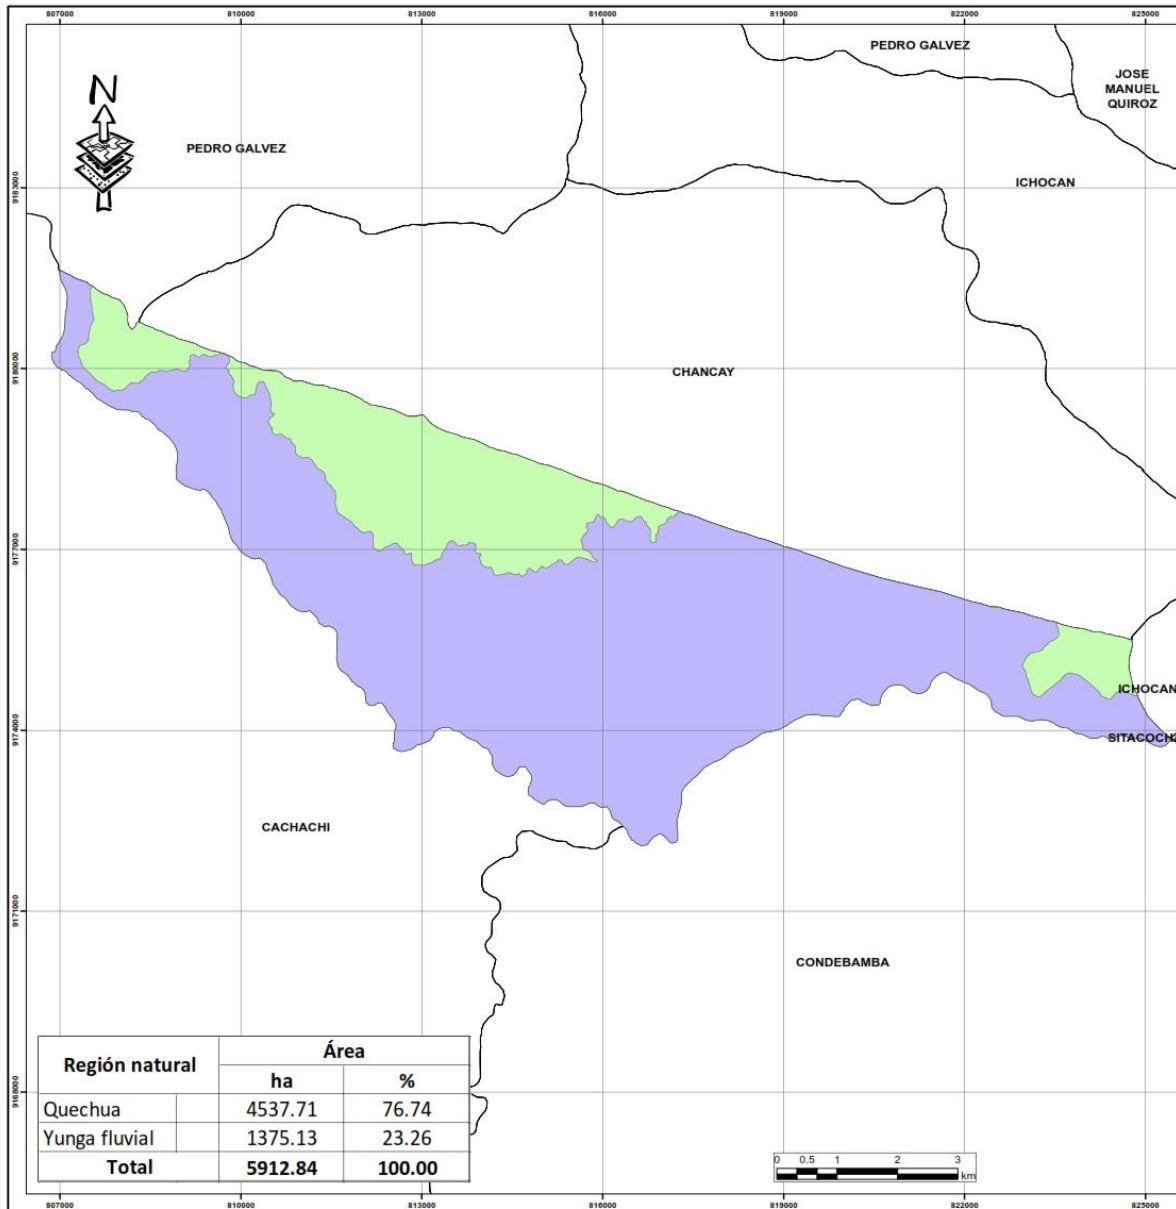 807000 810000 813000 816000 819000 822000 825000
PEDRO GALVEZ
JOSE
MANUEL
QUIROZ
N
PEDRO GALVEZ
ICHOCAN
9183000
CHANCAY
9180000
9177000
ICHOCAN
9174000
SITACOCHA
CACHACHI
9171000
CONDEBAMBA
9168000
Región natural Área
ha %
Quechua 4537.71 76.74
Yunga fluvial 1375.13 23.26
Total 5912.84 100.00
0 0.5 1 2 3
km
807000 810000 813000 816000 819000 822000 825000